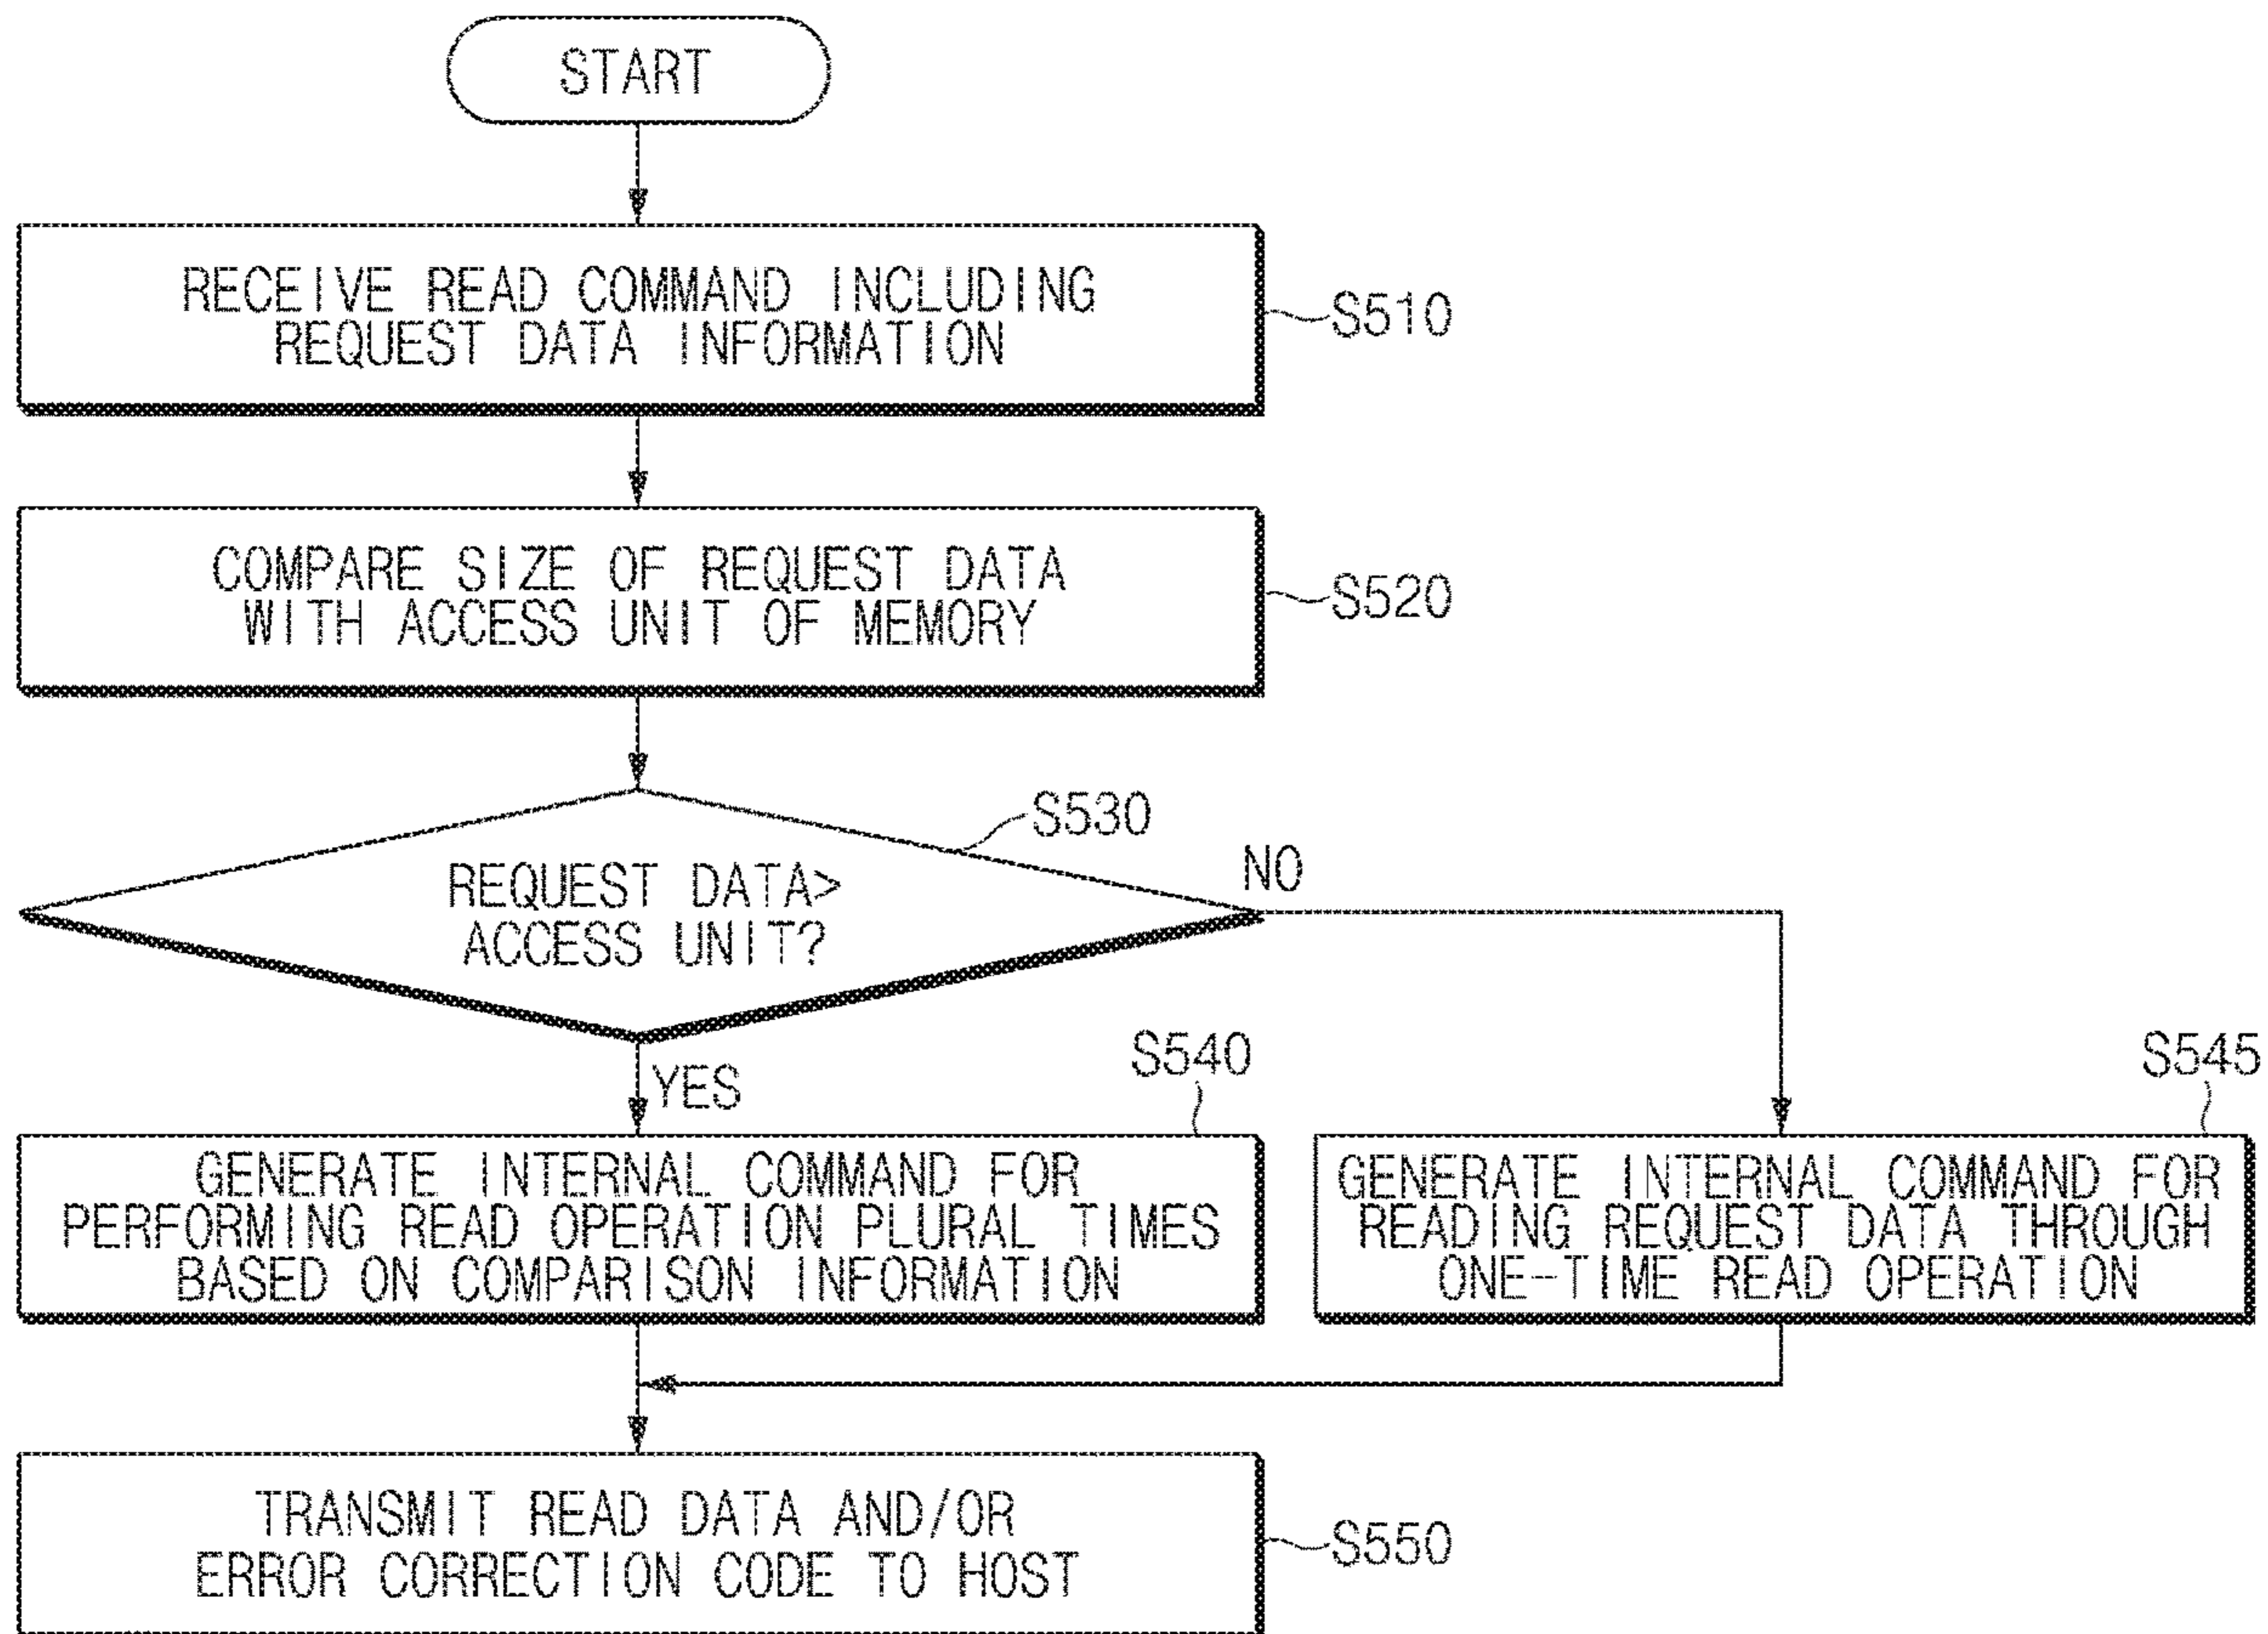 START
RECEIVE READ COMMAND INCLUDING
REQUEST DATA INFORMATION
S510
COMPARE SIZE OF REQUEST DATA
WITH ACCESS UNIT OF MEMORY
S520
S530
REQUEST DATA>
ACCESS UNIT?
NO
YES
S540
GENERATE INTERNAL COMMAND FOR
PERFORMING READ OPERATION PLURAL TIMES
BASED ON COMPARISON INFORMATION
S545
GENERATE INTERNAL COMMAND FOR
READING REQUEST DATA THROUGH
ONE-TIME READ OPERATION
TRANSMIT READ DATA AND/OR
ERROR CORRECTION CODE TO HOST
S550